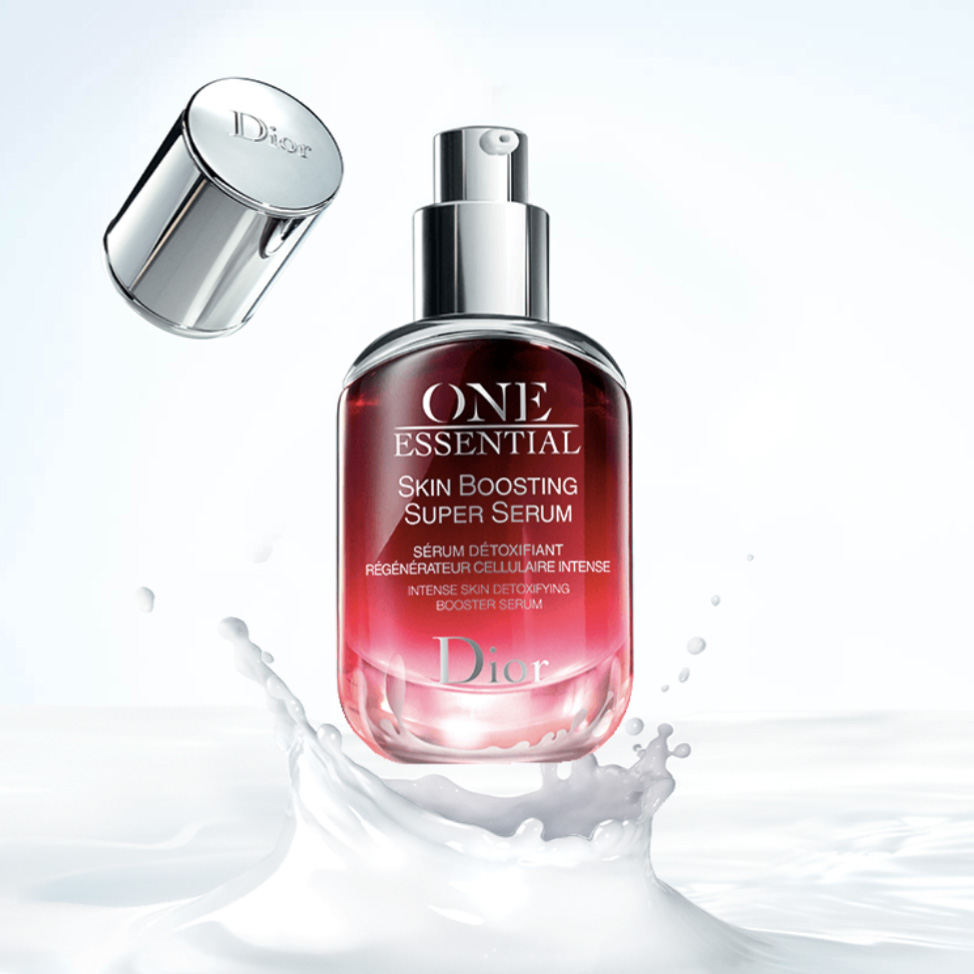 Dior
ONE
ESSENTIAL
SKIN BOOSTING
SUPER SERUM
SÉRUM DÉTOXIFIANT
RÉGÉNÉRATEUR CELLULAIRE INTENSE
INTENSE SKIN DETOXIFYING
BOOSTER SERUM
Dior